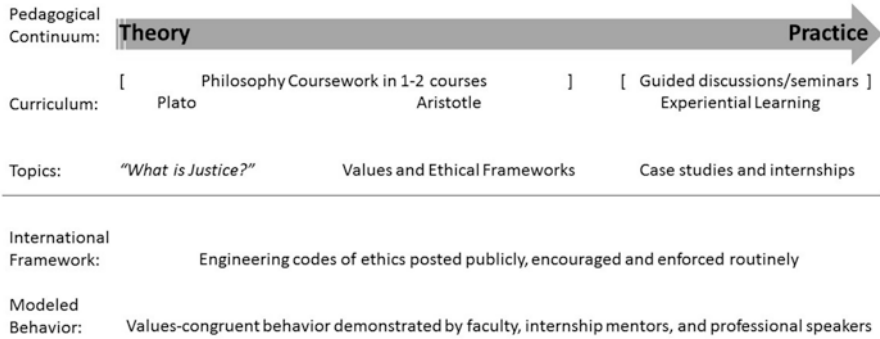 Pedagogical
Continuum: Theory Practice
[ Philosophy Coursework in 1-2 courses ] [ Guided discussions/seminars ]
Curriculum: Plato Aristotle Experiential Learning
Topics: “What is Justice?” Values and Ethical Frameworks Case studies and internships
International
Framework: Engineering codes of ethics posted publicly, encouraged and enforced routinely
Modeled
Behavior: Values-congruent behavior demonstrated by faculty, internship mentors, and professional speakers